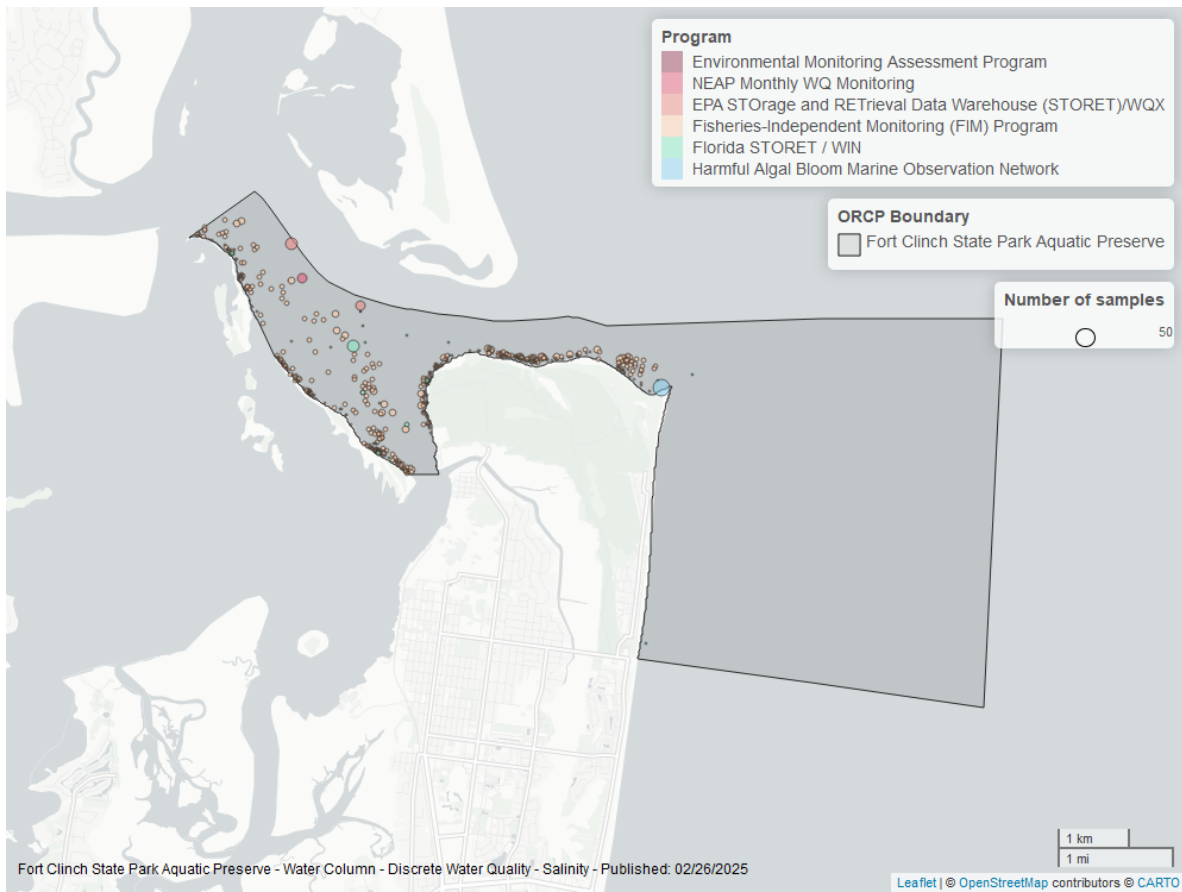 Program
Environmental Monitoring Assessment Program
NEAP Monthly WQ Monitoring
EPA STOrage and RETrieval Data Warehouse (STORET)/WQX
Fisheries-Independent Monitoring (FIM) Program
Florida STORET / WIN
Harmful Algal Bloom Marine Observation Network
ORCP Boundary
Fort Clinch State Park Aquatic Preserve
Number of samples
50
1 km
1 mi
Fort Clinch State Park Aquatic Preserve - Water Column - Discrete Water Quality - Salinity - Published: 02/26/2025
Leaflet | © OpenStreetMap contributors © CARTO